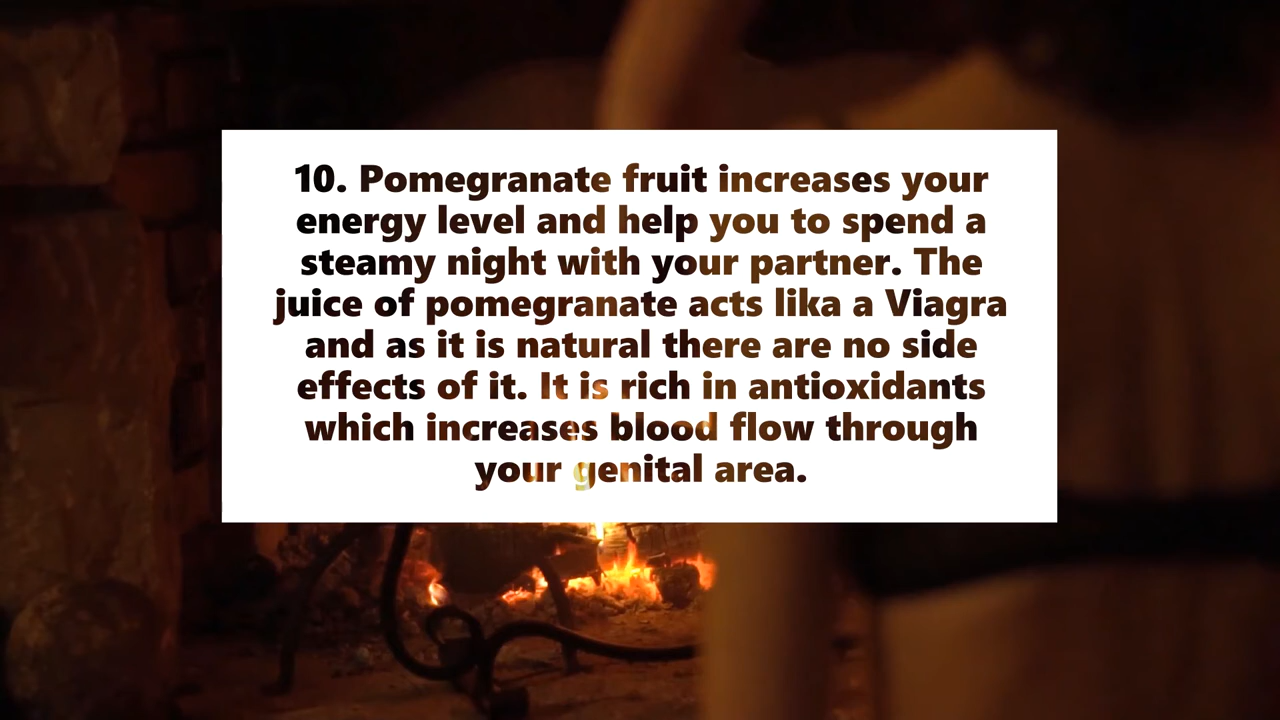 10. Pomegranate fruit increases your
energy level and help you to spend a
steamy night with your partner. The
juice of pomegranate acts lika a Viagra
and as it is natural there are no side
effects of it. It is rich in antioxidants
which increases blood flow through
your genital area.